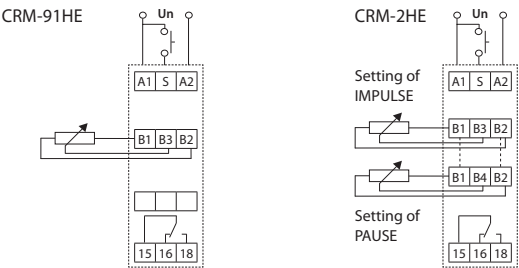 CRM-91HE
Un
A1 S A2
B1 B3 B2
15 16 18
CRM-2HE
Un
Setting of
IMPULSE
A1 S A2
B1 B3 B2
B1 B4 B2
Setting of
PAUSE
15 16 18